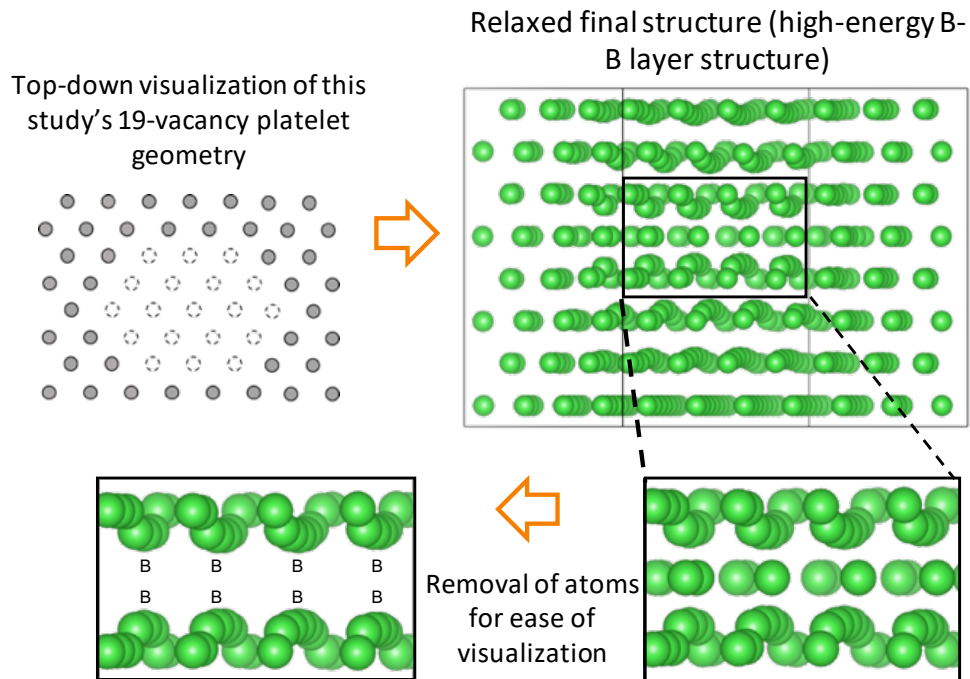 Relaxed final structure (high-energy B-
B layer structure)
Top-down visualization of this
study's 19-vacancy platelet
geometry
B B B B
B B B B
Removal of atoms
for ease of
visualization